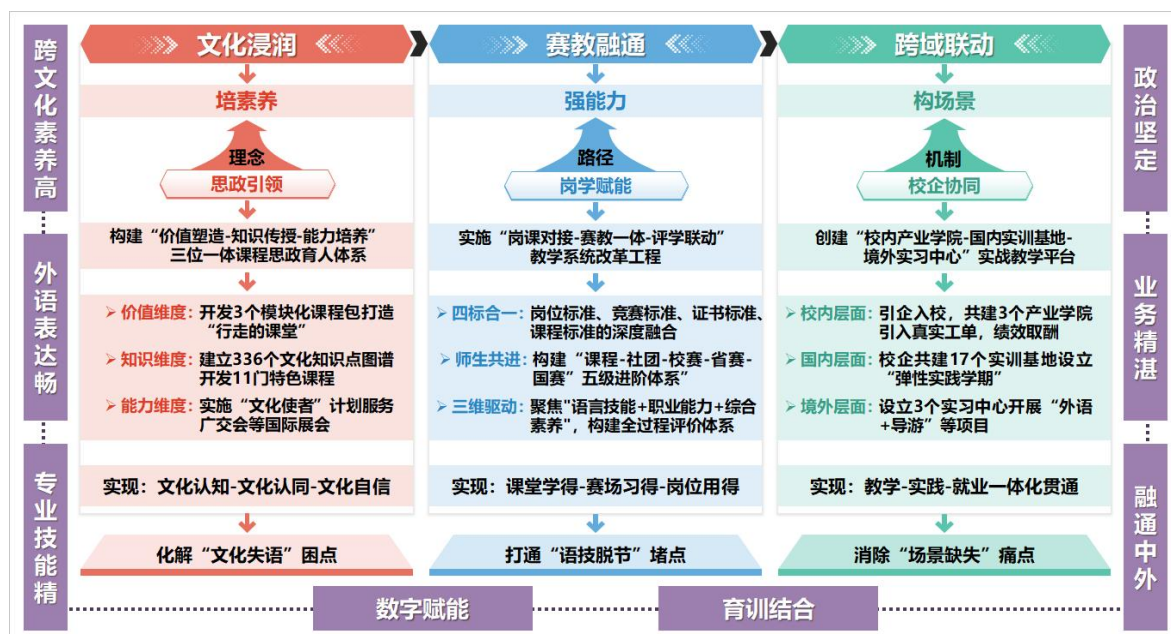 跨文化素养高
外语表达畅
专业技能精
文化浸润
培素养
理念
思政引领
构建“价值塑造-知识传授-能力培养”
三位一体课程思政育人体系
价值维度：开发3个模块化课程包打造
“行走的课堂”
知识维度：建立336个文化知识点图谱
开发11门特色课程
能力维度：实施“文化使者”计划服务
广交会等国际展会
实现：文化认知-文化认同-文化自信
化解“文化失语”困点
赛教融通
强能力
路径
岗学赋能
实施“岗课对接-赛教一体-评学联动”
教学系统改革工程
四标合一：岗位标准、竞赛标准、证书标准、
课程标准的深度融合
师生共进：构建“课程-社团-校赛-省赛-
国赛”五级进阶体系”
三维驱动：聚焦"语言技能+职业能力+综合
素养"，构建全过程评价体系
实现：课堂学得-赛场习得-岗位用得
打通“语技脱节”堵点
跨域联动
构场景
机制
校企协同
创建“校内产业学院-国内实训基地-
境外实习中心”实战教学平台
校内层面：引企入校，共建3个产业学院
引入真实工单，绩效取酬
国内层面：校企共建17个实训基地设立
“弹性实践学期”
境外层面：设立3个实习中心开展“外语
+导游”等项目
实现：教学-实践-就业一体化贯通
消除“场景缺失”痛点
政治坚定
业务精湛
融通中外
数字赋能
育训结合